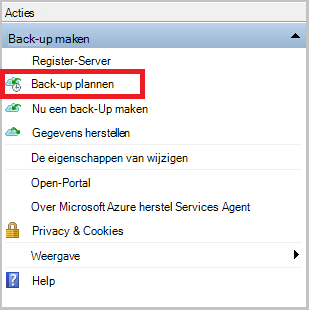 Acties
Back-up maken
Register-Server
Back-up plannen
Nu een back-Up maken
Gegevens herstellen
De eigenschappen van wijzigen
Open-Portal
Over Microsoft Azure herstel Services Agent
Privacy & Cookies
Weergave
Help